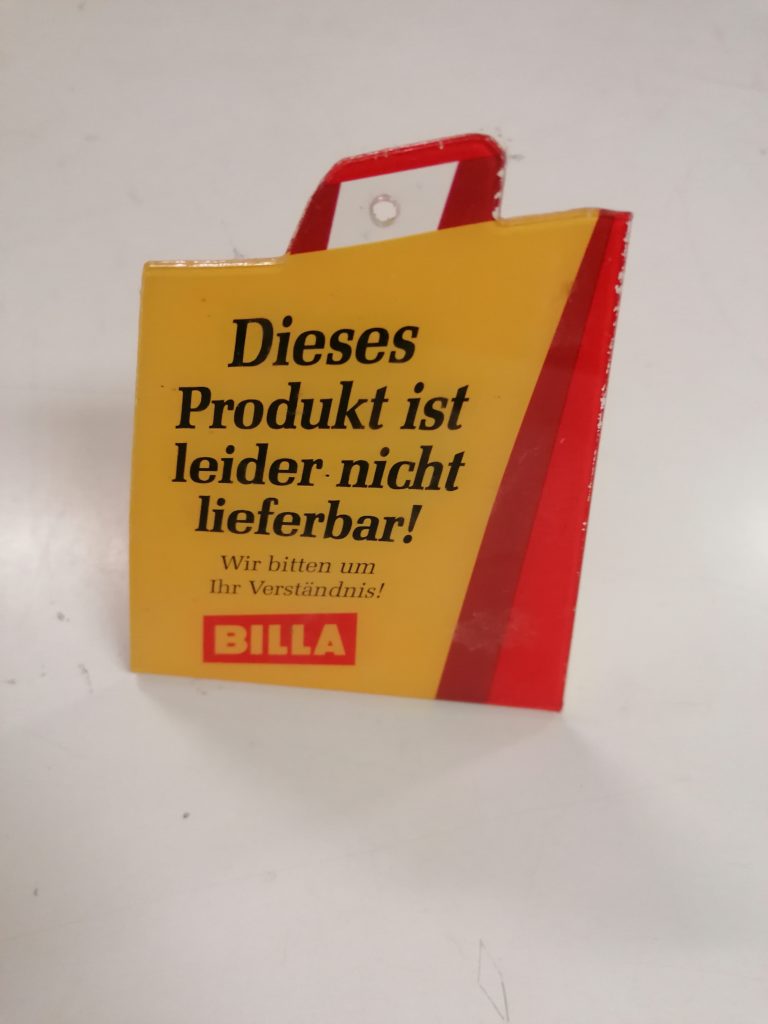 Dieses
Produkt ist
leider nicht
lieferbar!
Wir bitten um
Ihr Verständnis!
BILLA